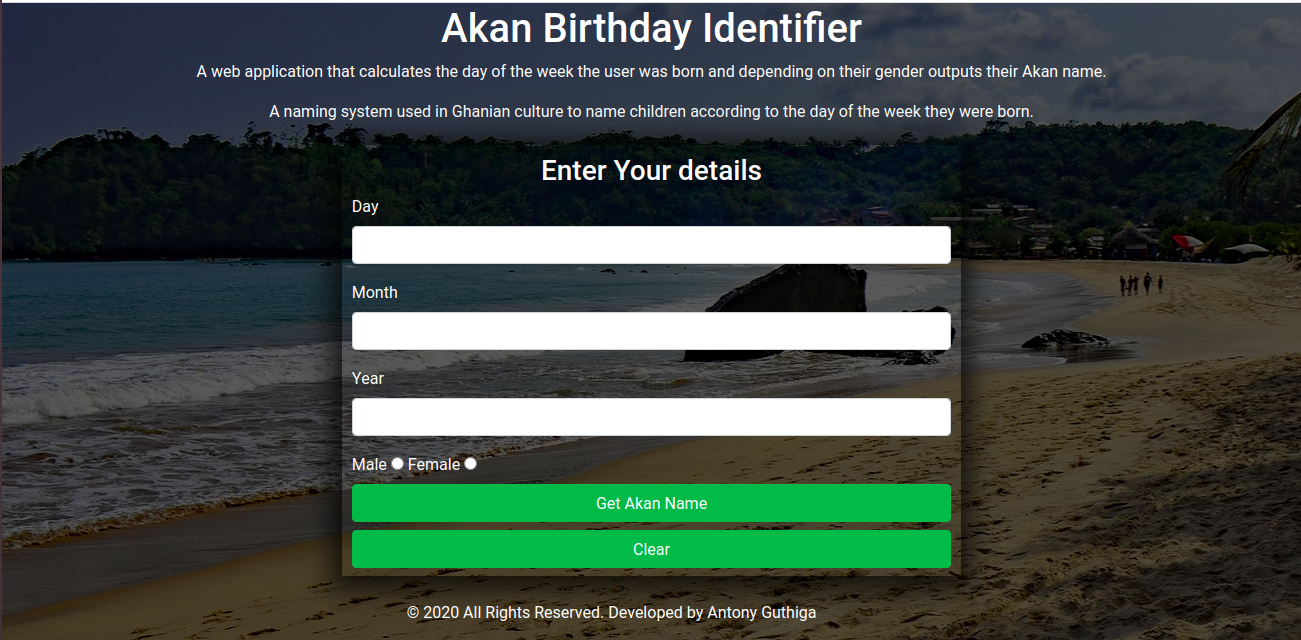 Akan Birthday Identifier
A web application that calculates the day of the week the user was born and depending on their gender outputs their Akan name.
A naming system used in Ghanian culture to name children according to the day of the week they were born.
Enter Your details
Day
Month
Year
Male Female
Get Akan Name
Clear
© 2020 All Rights Reserved. Developed by Antony Guthiga